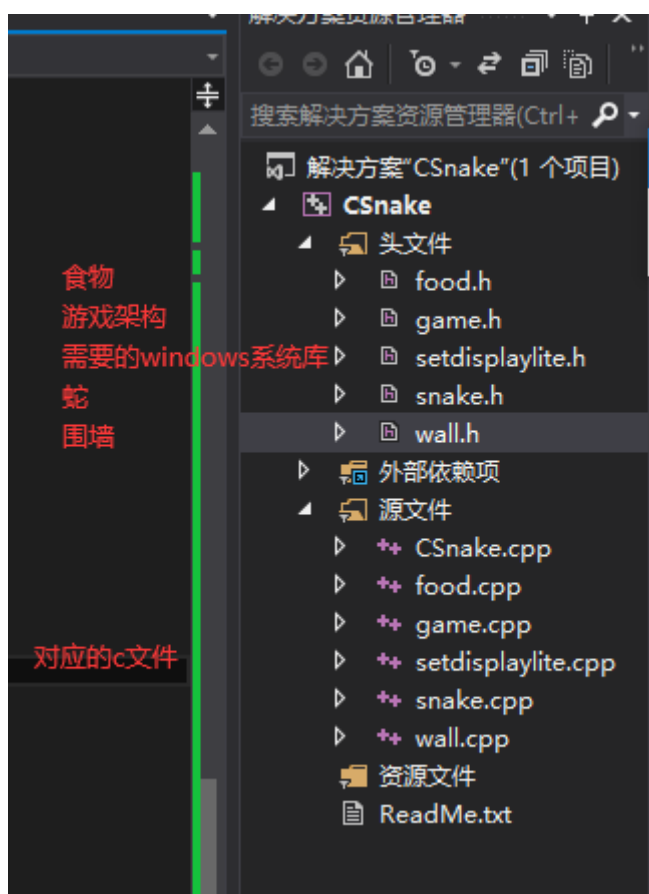 解决方案资源管理器
搜索解决方案资源管理器(Ctrl+
解决方案"CSnake"(1 个项目)
CSnake
头文件
食物 food.h
游戏架构 game.h
需要的windows系统库 setdisplaylite.h
蛇 snake.h
围墙 wall.h
外部依赖项
源文件
CSnake.cpp
food.cpp
game.cpp
对应的c文件 setdisplaylite.cpp
snake.cpp
wall.cpp
资源文件
ReadMe.txt